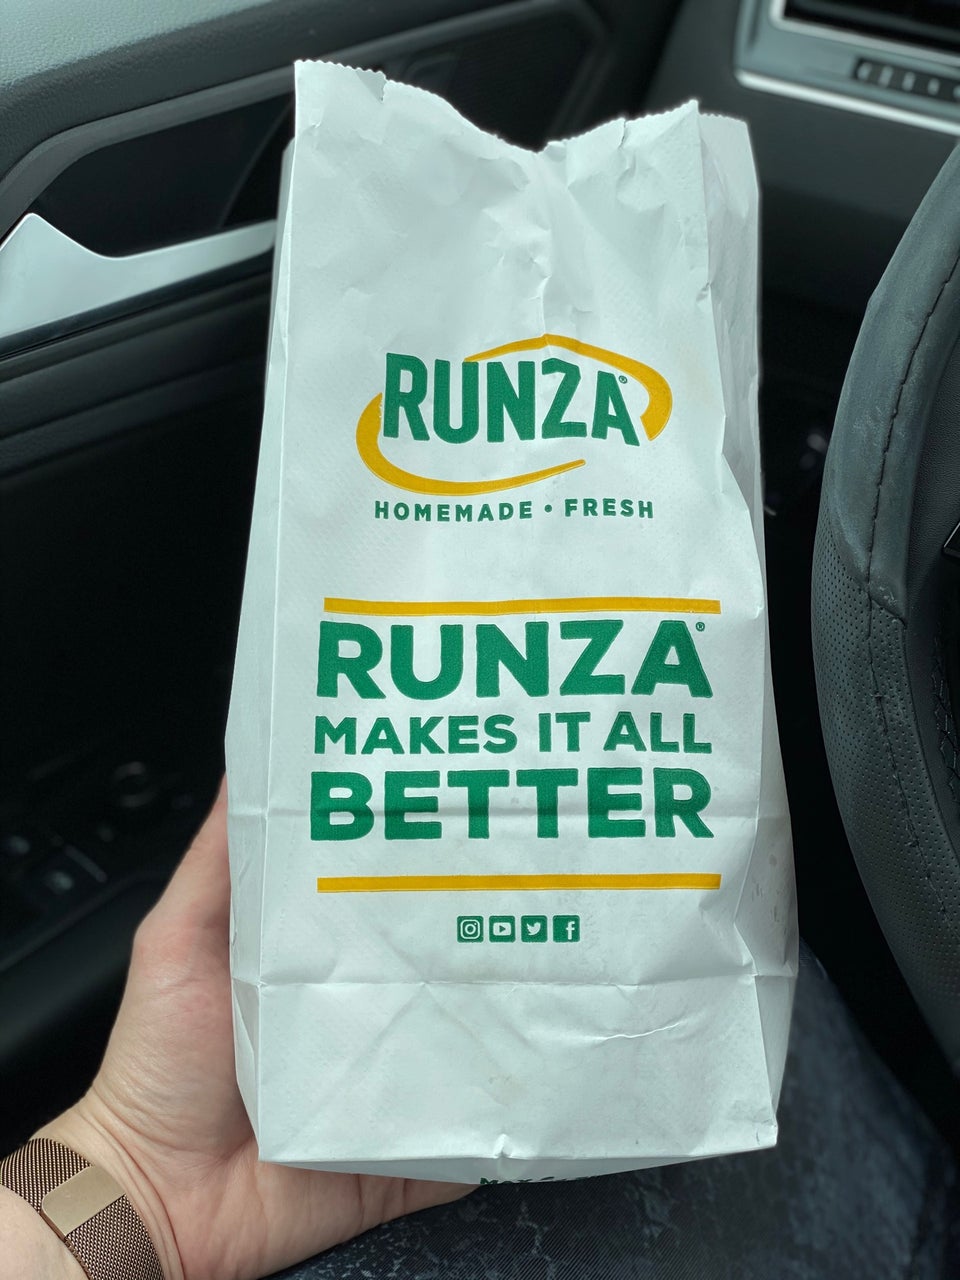 RUNZA®
HOMEMADE • FRESH
RUNZA®
MAKES IT ALL
BETTER